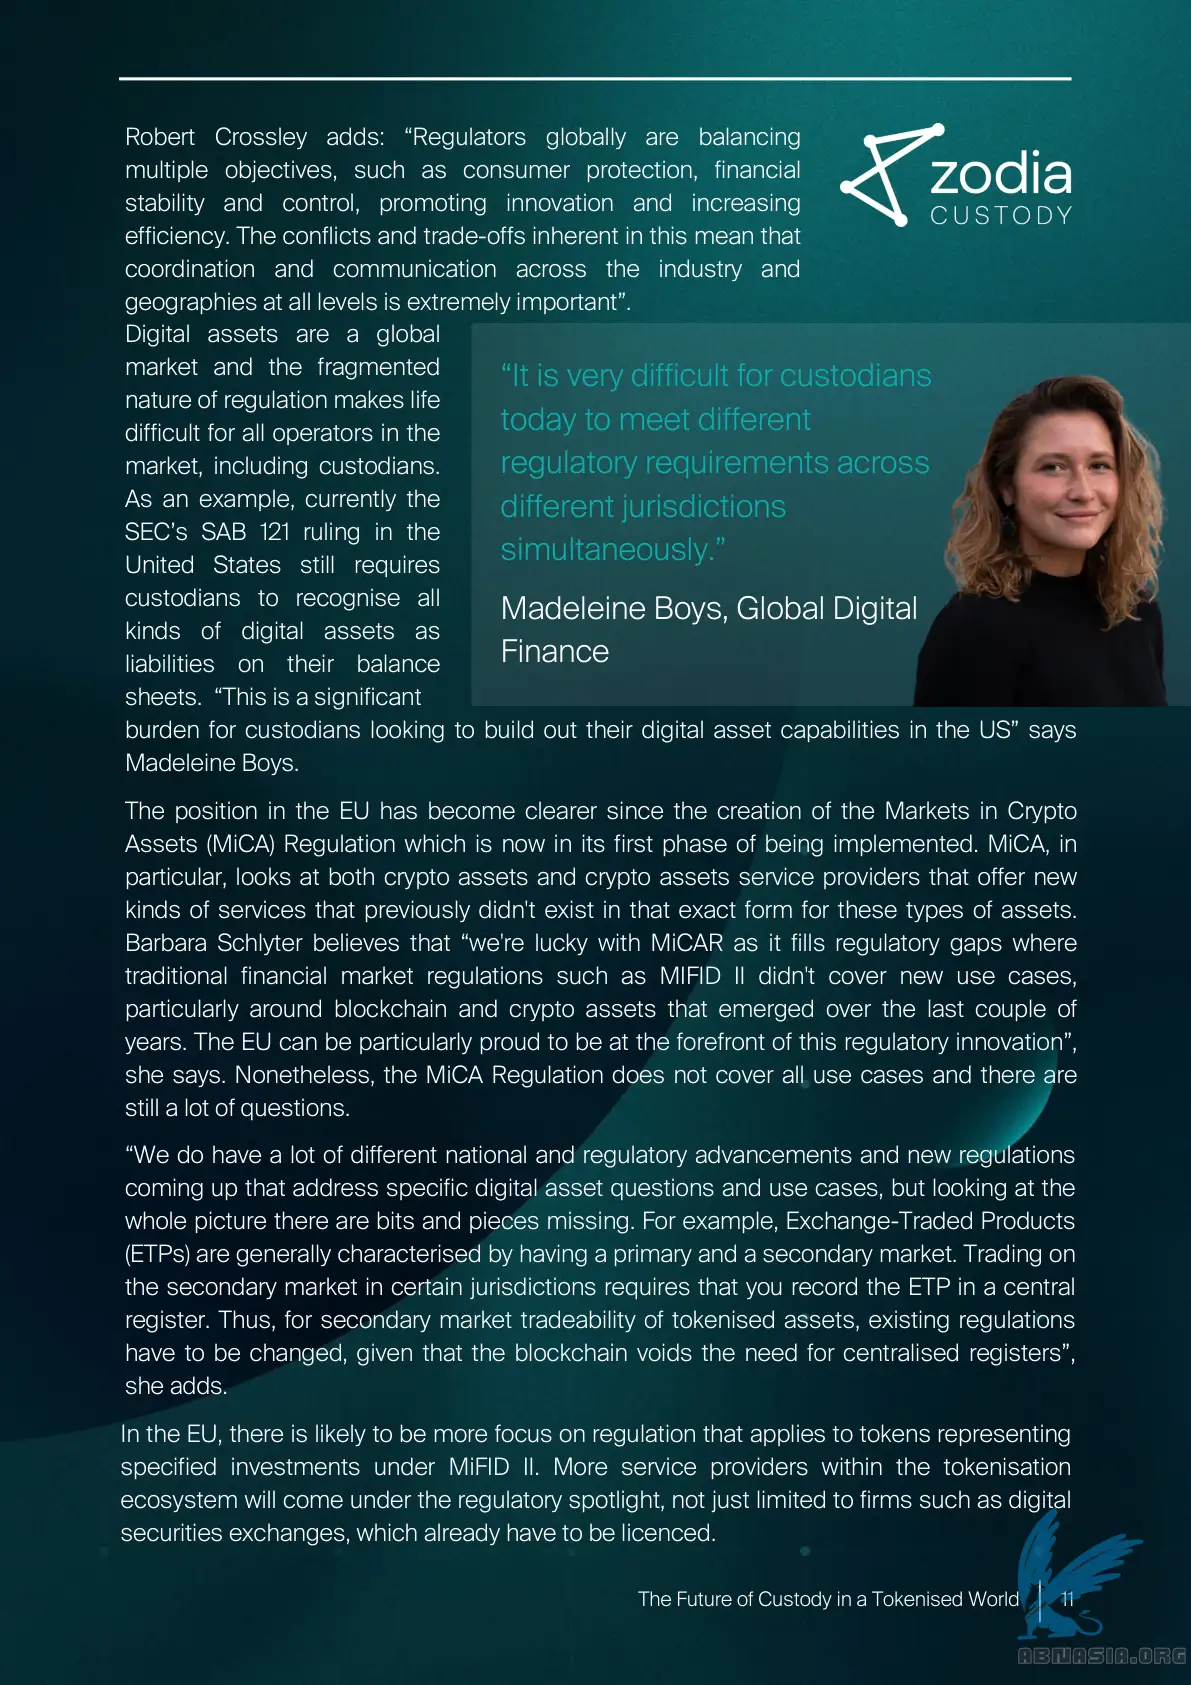 Robert Crossley adds: “Regulators globally are balancing
multiple objectives, such as consumer protection, financial
stability and control, promoting innovation and increasing
efficiency. The conflicts and trade-offs inherent in this mean that
coordination and communication across the industry and
geographies at all levels is extremely important”.
zodia
CUSTODY
Digital assets are a global
market and the fragmented
nature of regulation makes life
difficult for all operators in the
market, including custodians.
As an example, currently the
SEC’s SAB 121 ruling in the
United States still requires
custodians to recognise all
kinds of digital assets as
liabilities on their balance
sheets. “This is a significant
burden for custodians looking to build out their digital asset capabilities in the US” says
Madeleine Boys.
“It is very difficult for custodians
today to meet different
regulatory requirements across
different jurisdictions
simultaneously.”
Madeleine Boys, Global Digital
Finance
The position in the EU has become clearer since the creation of the Markets in Crypto
Assets (MiCA) Regulation which is now in its first phase of being implemented. MiCA, in
particular, looks at both crypto assets and crypto assets service providers that offer new
kinds of services that previously didn't exist in that exact form for these types of assets.
Barbara Schlyter believes that “we're lucky with MiCAR as it fills regulatory gaps where
traditional financial market regulations such as MIFID II didn't cover new use cases,
particularly around blockchain and crypto assets that emerged over the last couple of
years. The EU can be particularly proud to be at the forefront of this regulatory innovation”,
she says. Nonetheless, the MiCA Regulation does not cover all use cases and there are
still a lot of questions.
“We do have a lot of different national and regulatory advancements and new regulations
coming up that address specific digital asset questions and use cases, but looking at the
whole picture there are bits and pieces missing. For example, Exchange-Traded Products
(ETPs) are generally characterised by having a primary and a secondary market. Trading on
the secondary market in certain jurisdictions requires that you record the ETP in a central
register. Thus, for secondary market tradeability of tokenised assets, existing regulations
have to be changed, given that the blockchain voids the need for centralised registers”,
she adds.
In the EU, there is likely to be more focus on regulation that applies to tokens representing
specified investments under MiFID II. More service providers within the tokenisation
ecosystem will come under the regulatory spotlight, not just limited to firms such as digital
securities exchanges, which already have to be licenced.
The Future of Custody in a Tokenised World 11
ABNASIA.ORG